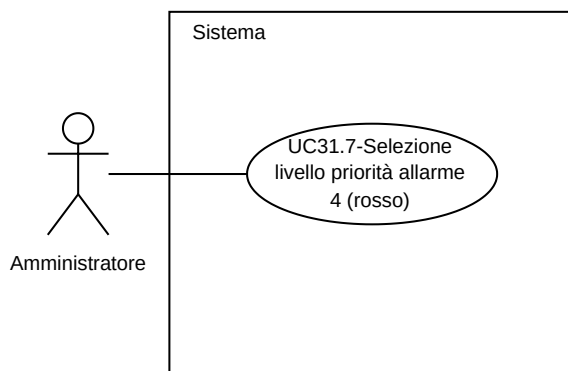 Sistema
UC31.7-Selezione
livello priorità allarme
4 (rosso)
Amministratore